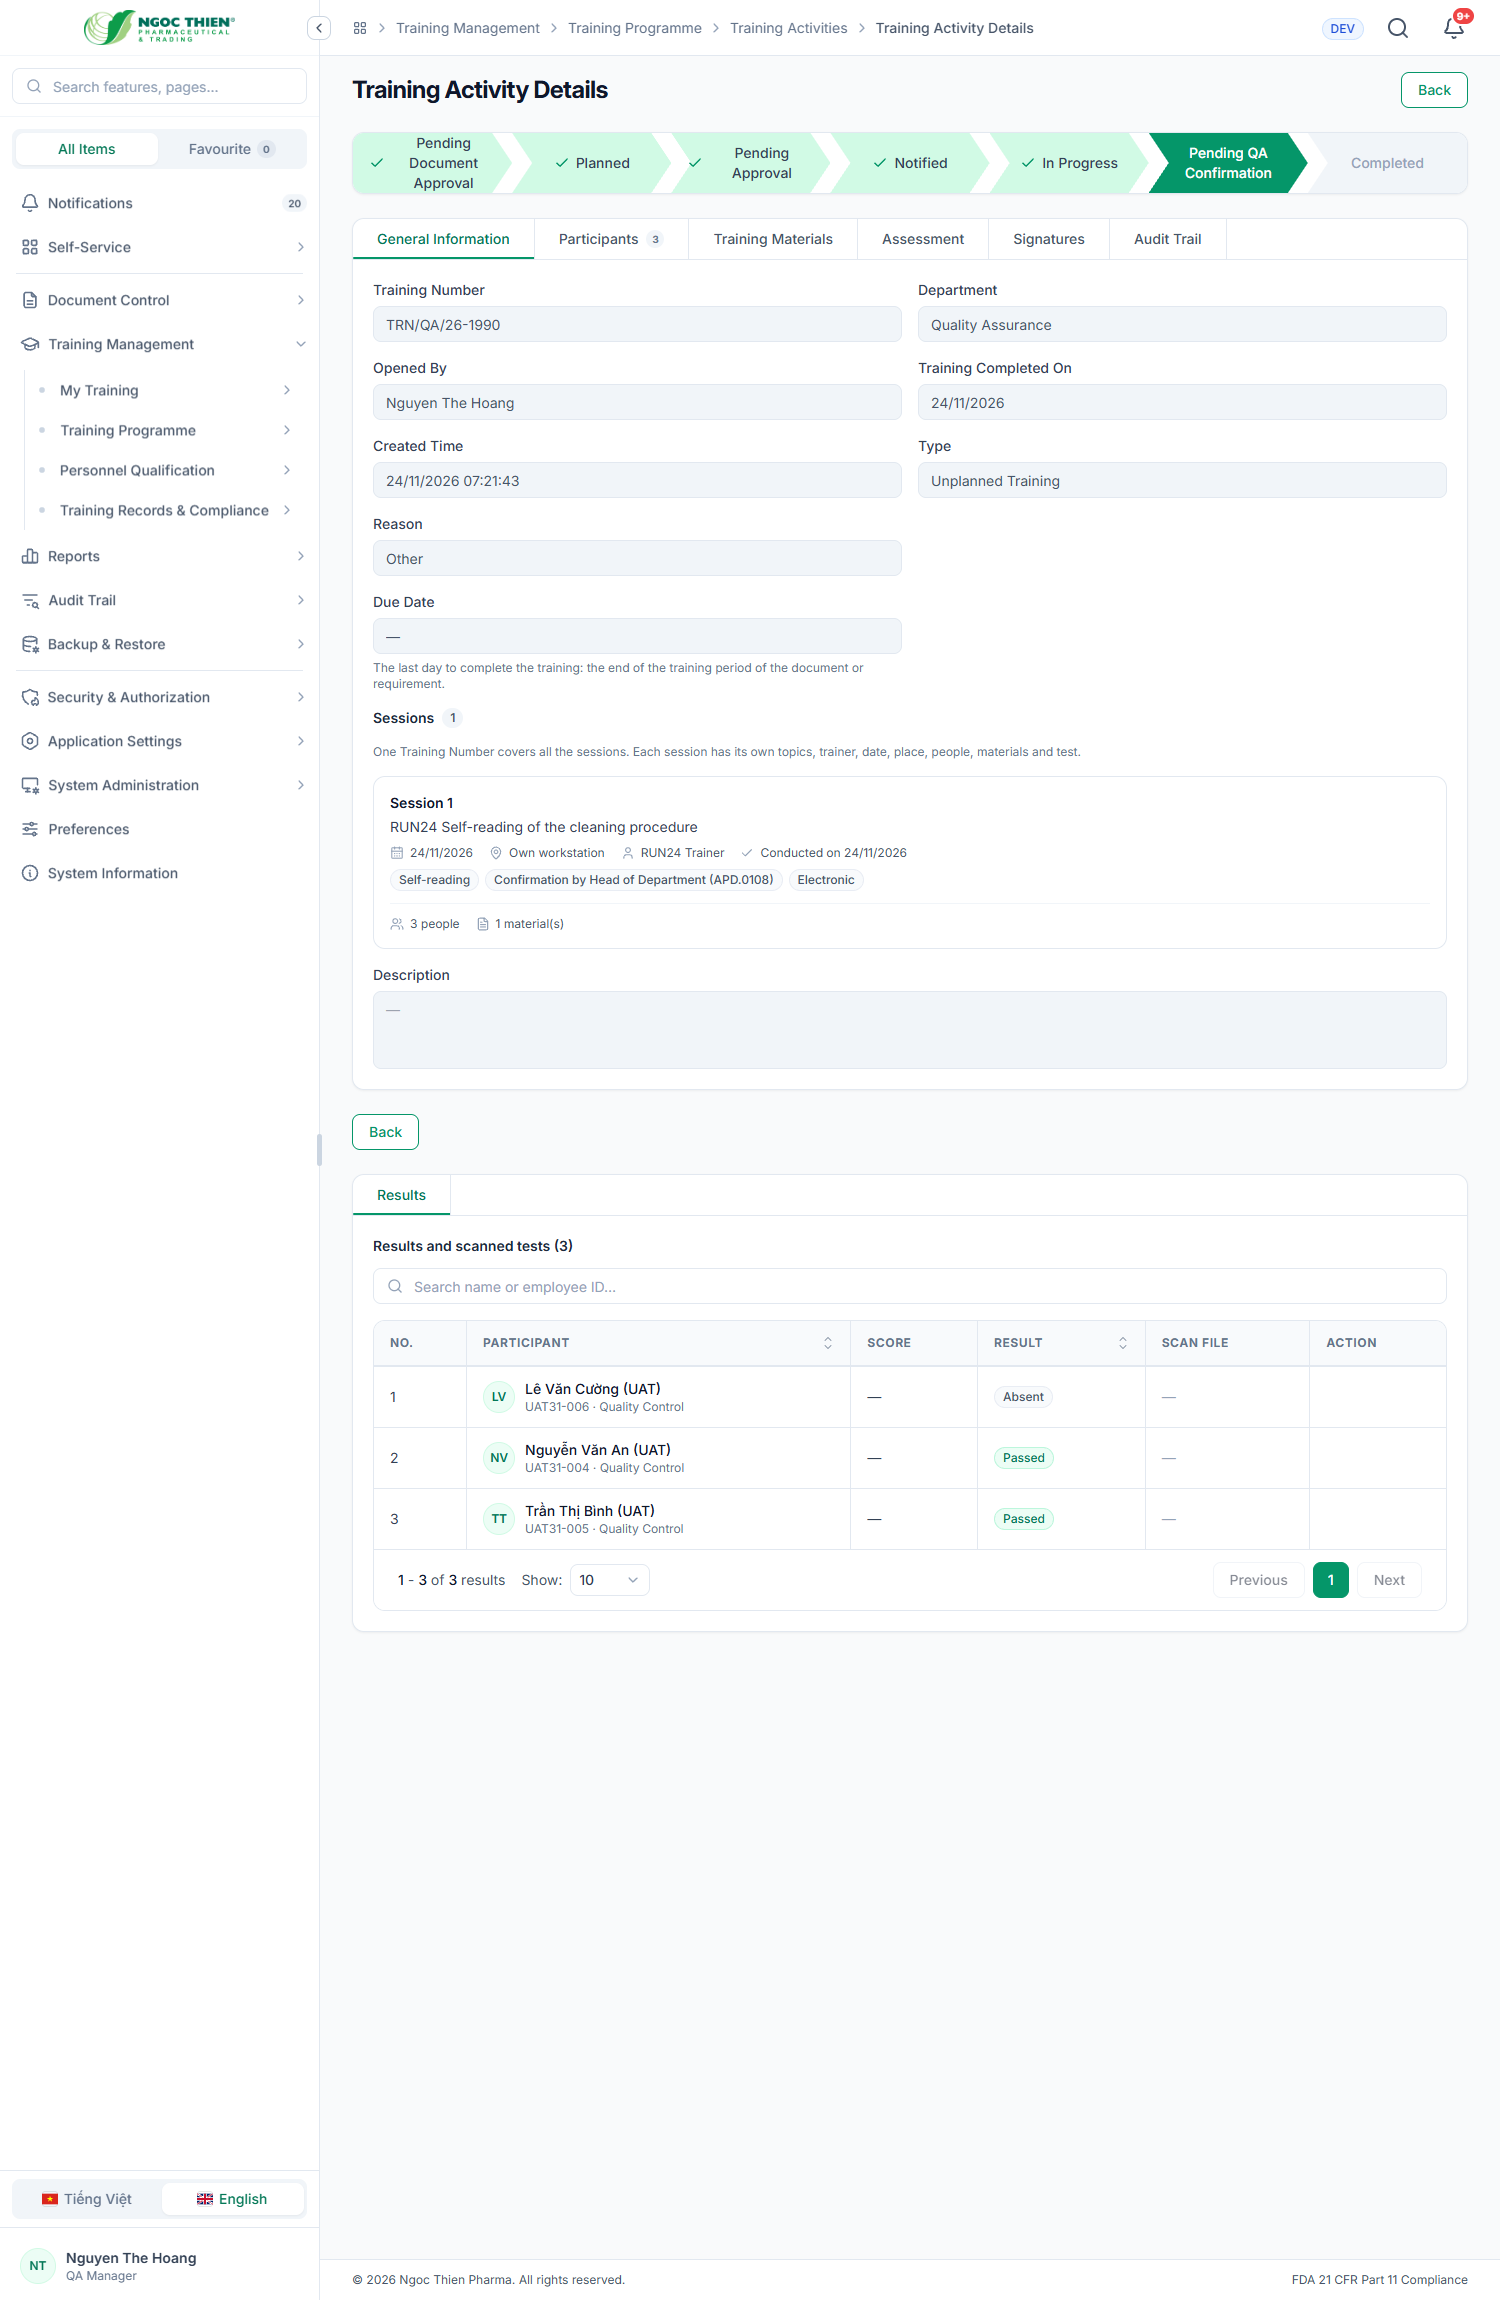 NGOC THIEN®
PHARMACEUTICAL
& TRADING
Training Management
Training Programme
Training Activities
Training Activity Details
DEV
9+
Search features, pages...
All Items
Favourite 0
Notifications 20
Self-Service
Document Control
Training Management
My Training
Training Programme
Personnel Qualification
Training Records & Compliance
Reports
Audit Trail
Backup & Restore
Security & Authorization
Application Settings
System Administration
Preferences
System Information
Tiếng Việt
English
NT
Nguyen The Hoang
QA Manager
Training Activity Details
Back
Pending
Document
Approval
Planned
Pending
Approval
Notified
In Progress
Pending QA
Confirmation
Completed
General Information
Participants 3
Training Materials
Assessment
Signatures
Audit Trail
Training Number
TRN/QA/26-1990
Department
Quality Assurance
Opened By
Nguyen The Hoang
Training Completed On
24/11/2026
Created Time
24/11/2026 07:21:43
Type
Unplanned Training
Reason
Other
Due Date
—
The last day to complete the training: the end of the training period of the document or
requirement.
Sessions 1
One Training Number covers all the sessions. Each session has its own topics, trainer, date, place, people, materials and test.
Session 1
RUN24 Self-reading of the cleaning procedure
24/11/2026 Own workstation RUN24 Trainer Conducted on 24/11/2026
Self-reading Confirmation by Head of Department (APD.0108) Electronic
3 people 1 material(s)
Description
—
Back
Results
Results and scanned tests (3)
Search name or employee ID...
NO. PARTICIPANT SCORE RESULT SCAN FILE ACTION
1 LV Lê Văn Cường (UAT) — Absent —
UAT31-006 · Quality Control
2 NV Nguyễn Văn An (UAT) — Passed —
UAT31-004 · Quality Control
3 TT Trần Thị Bình (UAT) — Passed —
UAT31-005 · Quality Control
1 - 3 of 3 results Show: 10 Previous 1 Next
© 2026 Ngoc Thien Pharma. All rights reserved.
FDA 21 CFR Part 11 Compliance